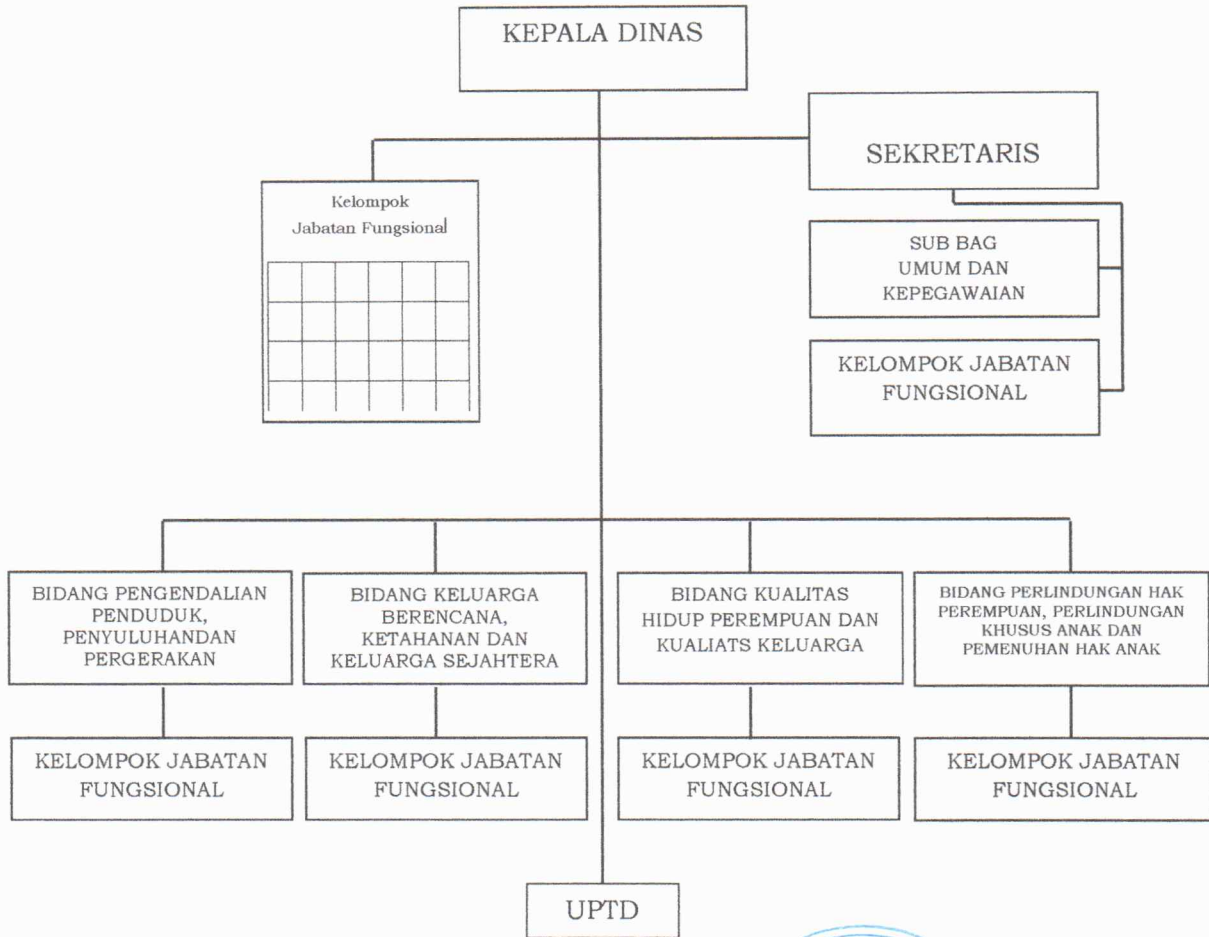 KEPALA DINAS
SEKRETARIS
Kelompok
Jabatan Fungsional
SUB BAG
UMUM DAN
KEPEGAWAIAN
KELOMPOK JABATAN
FUNGSIONAL
BIDANG PENGENDALIAN
PENDUDUK,
PENYULUHANDAN
PERGERAKAN
BIDANG KELUARGA
BERENCANA,
KETAHANAN DAN
KELUARGA SEJAHTERA
BIDANG KUALITAS
HIDUP PEREMPUAN DAN
KUALIATS KELUARGA
BIDANG PERLINDUNGAN HAK
PEREMPUAN, PERLINDUNGAN
KHUSUS ANAK DAN
PEMENUHAN HAK ANAK
KELOMPOK JABATAN
FUNGSIONAL
KELOMPOK JABATAN
FUNGSIONAL
KELOMPOK JABATAN
FUNGSIONAL
KELOMPOK JABATAN
FUNGSIONAL
UPTD